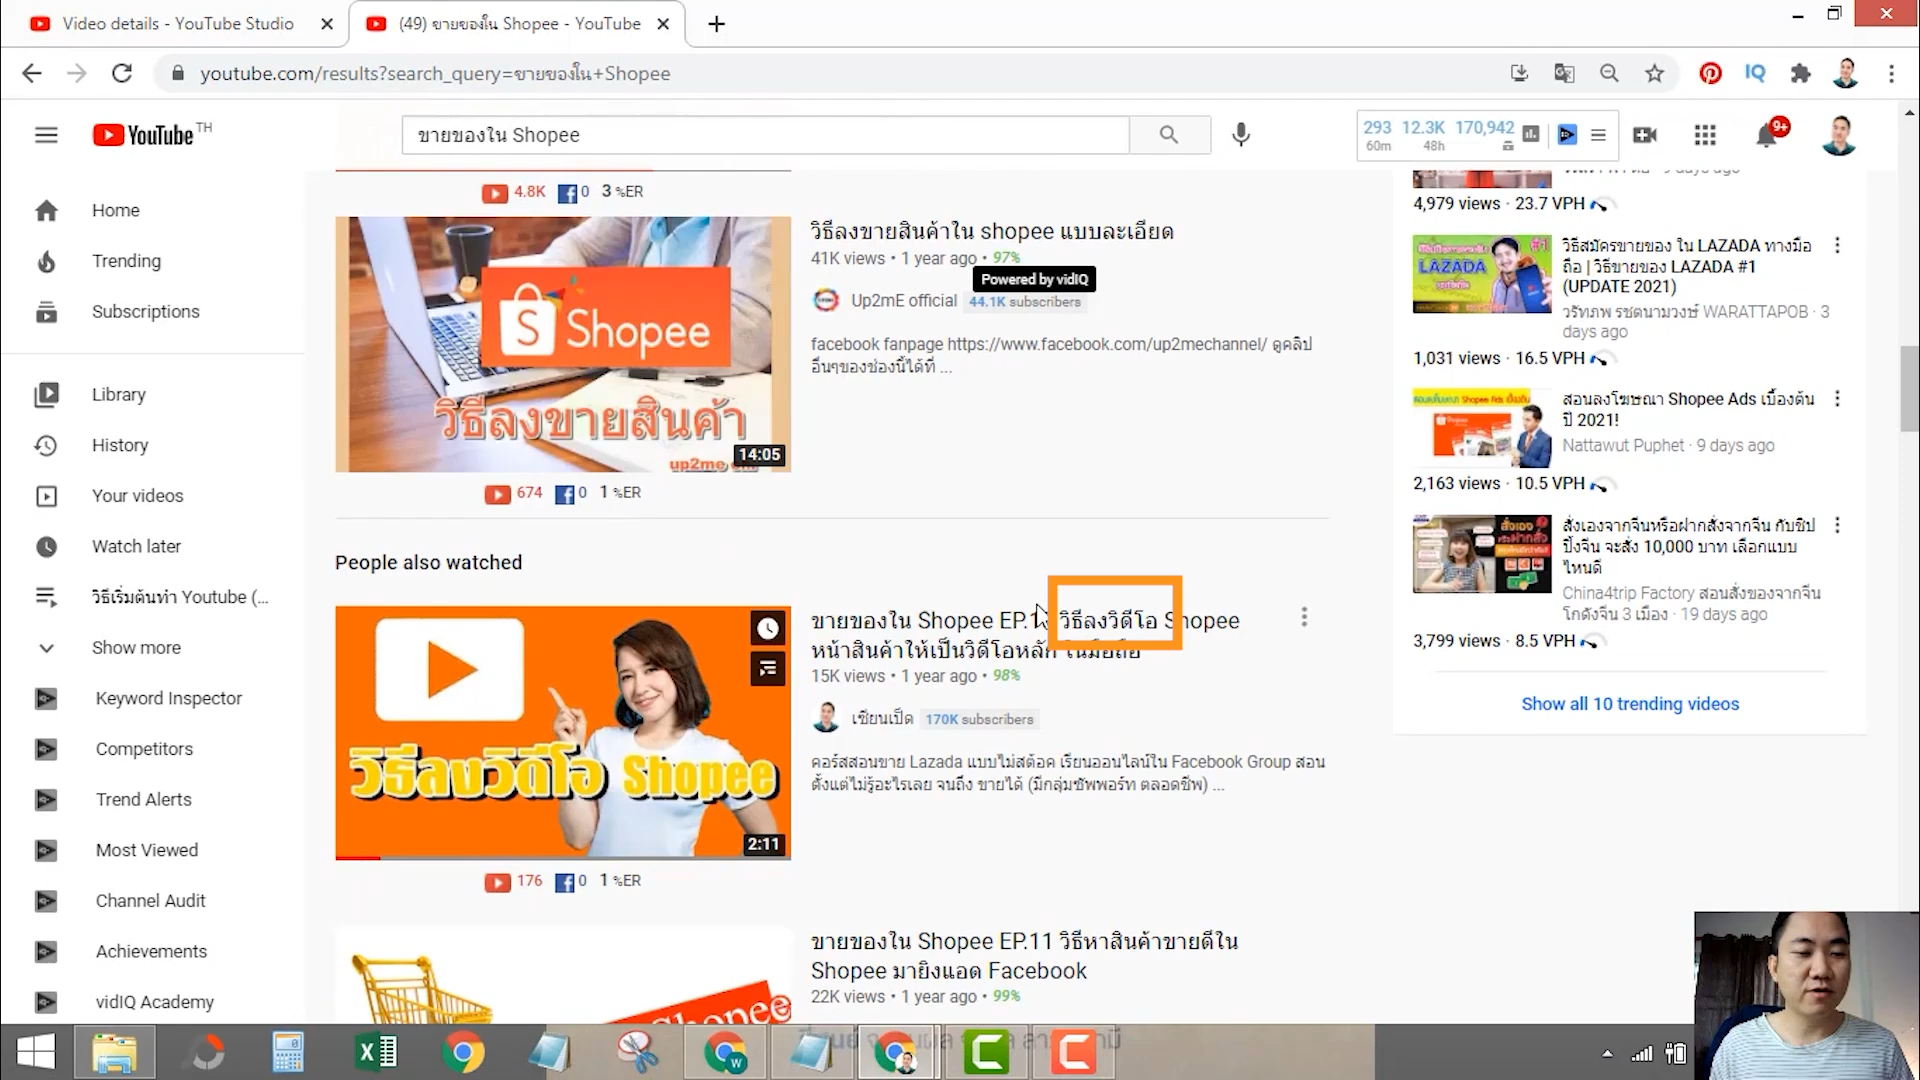 Video details - YouTube Studio
(49) ขายของใน Shopee - YouTube
youtube.com/results?search_query=ขายของใน+Shopee
YouTube TH
ขายของใน Shopee
293 12.3K 170,942
60m 48h
9+
Home
Trending
Subscriptions
Library
History
Your videos
Watch later
วิธีเริ่มต้นทำ Youtube (...
Show more
Keyword Inspector
Competitors
Trend Alerts
Most Viewed
Channel Audit
Achievements
vidIQ Academy
4.8K 0 3 %ER
Shopee
วิธีลงขายสินค้า
14:05
วิธีลงขายสินค้าใน shopee แบบละเอียด
41K views • 1 year ago • 97%
Powered by vidIQ
Up2mE official 44.1K subscribers
facebook fanpage https://www.facebook.com/up2mechannel/ ดูคลิป
อื่นๆของช่องนี้ได้ที่ ...
674 0 1 %ER
People also watched
วิธีลงวิดีโอ Shopee
2:11
ขายของใน Shopee EP. วิธีลงวิดีโอ Shopee
หน้าสินค้าให้เป็นวิดีโอหลัก ในมือถือ
15K views • 1 year ago • 98%
เซียนเป็ด 170K subscribers
คอร์สสอนขาย Lazada แบบไม่สต๊อค เรียนออนไลน์ใน Facebook Group สอน
ตั้งแต่ไม่รู้อะไรเลย จนถึง ขายได้ (มีกลุ่มซัพพอร์ท ตลอดชีพ) ...
176 0 1 %ER
Shopee
ขายของใน Shopee EP.11 วิธีหาสินค้าขายดีใน
Shopee มายิงแอด Facebook
22K views • 1 year ago • 99%
4,979 views · 23.7 VPH
LAZADA
#1
วิธีสมัครขายของ ใน LAZADA ทางมือ
ถือ | วิธีขายของ LAZADA #1
(UPDATE 2021)
วรัทภพ รชตนามวงษ์ WARATTAPOB · 3
days ago
1,031 views · 16.5 VPH
สอนลงโฆษณา Shopee Ads เบื้องต้น
ปี 2021!
Nattawut Puphet · 9 days ago
2,163 views · 10.5 VPH
สั่งเอง
สั่งเองจากจีนหรือฝากสั่งจากจีน กับชิป
ปิ้งจีน จะสั่ง 10,000 บาท เลือกแบบ
ไหนดี
China4trip Factory สอนสั่งของจากจีน
โกดังจีน 3 เมือง · 19 days ago
3,799 views · 8.5 VPH
Show all 10 trending videos